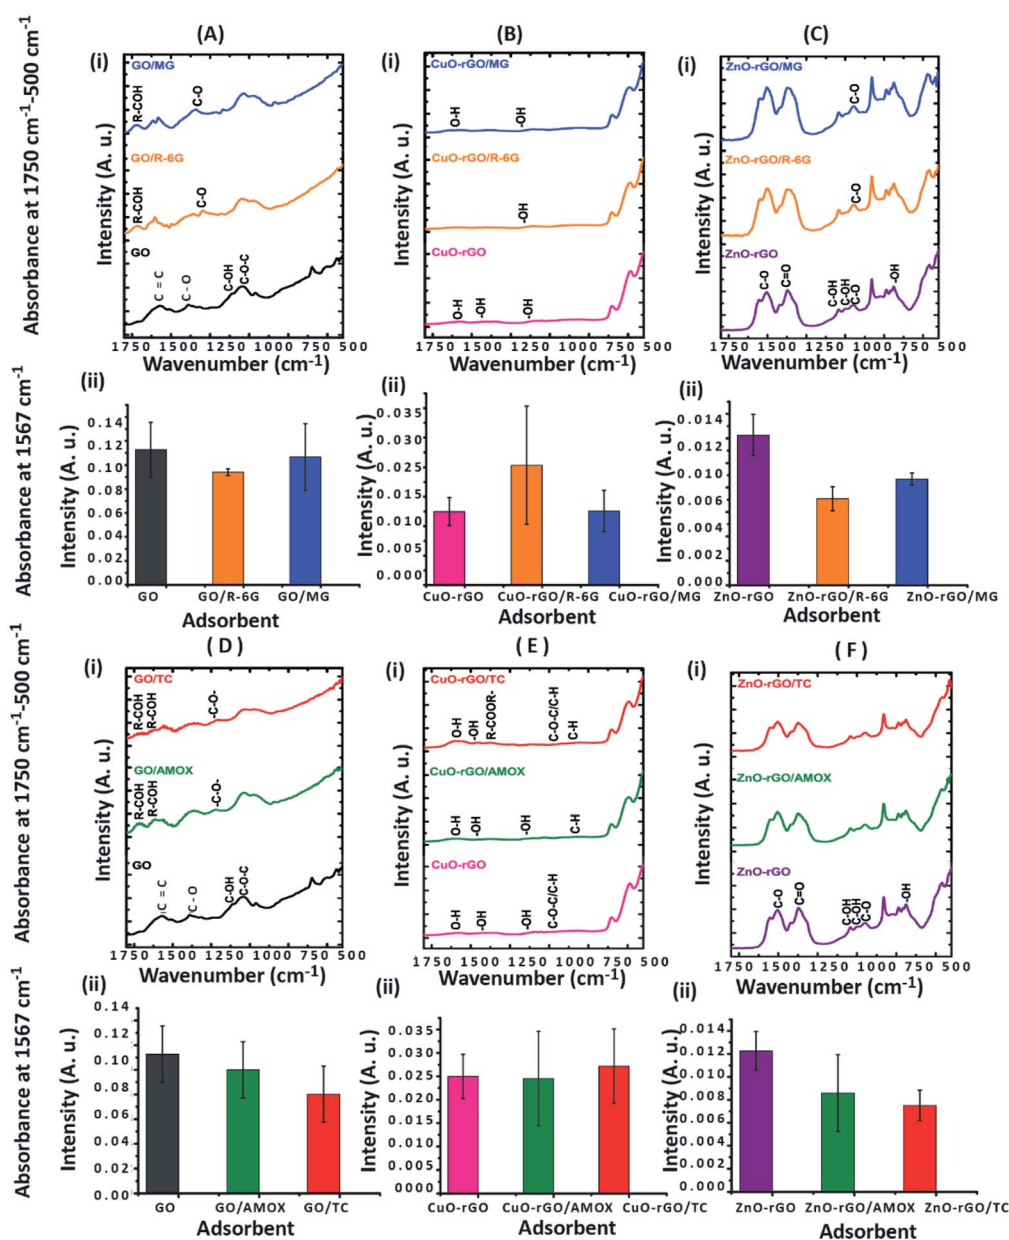 (A)
(B)
(C)
Absorbance at 1750 cm⁻¹-500 cm⁻¹
(i)
Intensity (A. u.)
GO/MG
R-COH
C-O
GO/R-6G
R-COH
C-O
GO
C = C
C - O
C-OH
C-O-C
1750 1500 1250 1000 750 500
Wavenumber (cm⁻¹)
(i)
Intensity (A. u.)
CuO-rGO/MG
O-H
-OH
CuO-rGO/R-6G
-OH
CuO-rGO
O-H
-OH
-OH
1750 1500 1250 1000 750 500
Wavenumber (cm⁻¹)
(i)
Intensity (A. u.)
ZnO-rGO/MG
C-O
ZnO-rGO/R-6G
C-O
ZnO-rGO
C-O
C=O
C-OH
C-OH
C-O
-OH
1750 1500 1250 1000 750 500
Wavenumber (cm⁻¹)
Absorbance at 1567 cm⁻¹
(ii)
Intensity (A. u.)
0.14
0.12
0.10
0.08
0.06
0.04
0.02
0.00
GO GO/R-6G GO/MG
Adsorbent
(ii)
Intensity (A. u.)
0.035
0.030
0.025
0.015
0.010
0.005
0.000
CuO-rGO CuO-rGO/R-6G CuO-rGO/MG
Adsorbent
(ii)
Intensity (A. u.)
0.014
0.012
0.010
0.006
0.004
0.002
0.000
ZnO-rGO ZnO-rGO/R-6G ZnO-rGO/MG
Adsorbent
( D )
( E )
( F )
Absorbance at 1750 cm⁻¹-500 cm⁻¹
(i)
Intensity (A. u.)
GO/TC
R-COH
R-COH
-C-O-
GO/AMOX
R-COH
R-COH
-C-O-
GO
C = C
C - O
C-OH
C-O-C
1750 1500 1250 1000 750 500
Wavenumber (cm⁻¹)
(i)
Intensity (A. u.)
CuO-rGO/TC
O-H
-OH
R-COOR-
C-O-C/C-H
C-H
CuO-rGO/AMOX
O-H
-OH
-OH
C-H
CuO-rGO
O-H
-OH
-OH
C-O-C/C-H
1750 1500 1250 1000 750 500
Wavenumber (cm⁻¹)
(i)
Intensity (A. u.)
ZnO-rGO/TC
ZnO-rGO/AMOX
ZnO-rGO
C-O
C=O
C-OH
C-OH
C-O
-OH
1750 1500 1250 1000 750 500
Wavenumber (cm⁻¹)
Absorbance at 1567 cm⁻¹
(ii)
Intensity (A. u.)
0.14
0.12
0.10
0.08
0.06
0.04
0.02
0.00
GO GO/AMOX GO/TC
Adsorbent
(ii)
Intensity (A. u.)
0.035
0.030
0.025
0.020
0.015
0.010
0.005
0000
CuO-rGO CuO-rGO/AMOX CuO-rGO/TC
Adsorbent
(ii)
Intensity (A. u.)
0.014
0.012
0.010
0.008
0.006
0.004
0.002
0.000
ZnO-rGO ZnO-rGO/AMOX ZnO-rGO/TC
Adsorbent